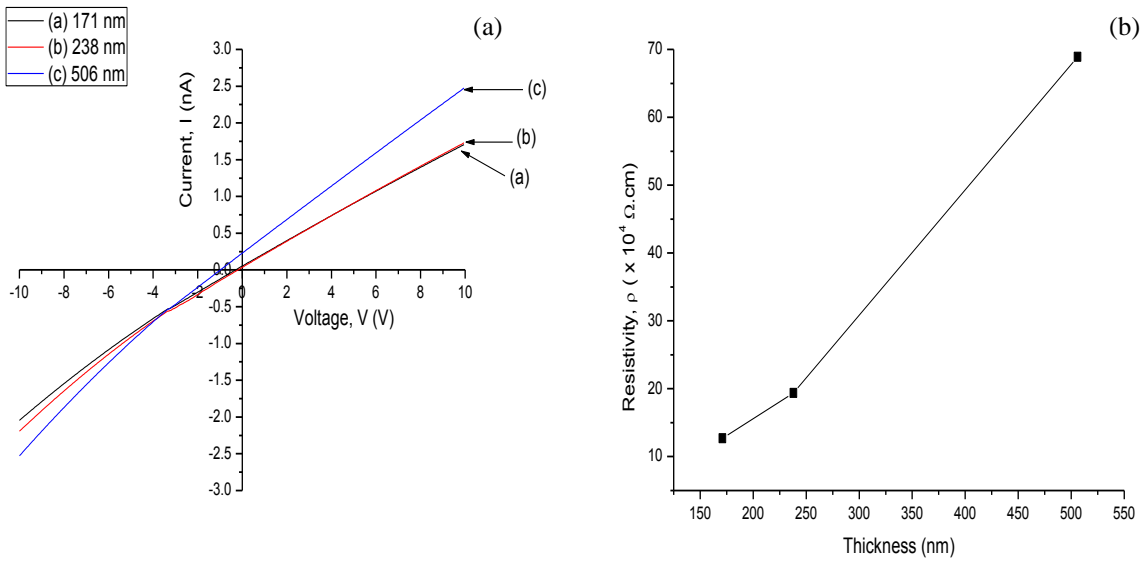 (a) 171 nm
(b) 238 nm
(c) 506 nm
(a)
3.0
2.5
2.0
1.5
1.0
0.5
0.0
-0.5
-1.0
-1.5
-2.0
-2.5
-3.0
Current, I (nA)
-10 -8 -6 -4 -2 0 2 4 6 8 10
Voltage, V (V)
(c)
(b)
(a)
(b)
70
60
50
40
30
20
10
Resistivity, ρ ( x 10⁴ Ω.cm)
150 200 250 300 350 400 450 500 550
Thickness (nm)